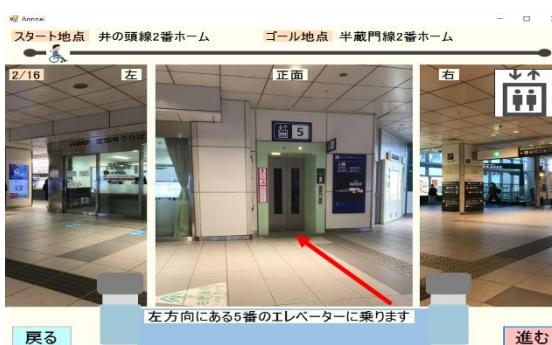 Annnai
スタート地点 井の頭線2番ホーム ゴール地点 半蔵門線2番ホーム
2/16 左 正面 右
5
左方向にある5番のエレベーターに乗ります
戻る 進む